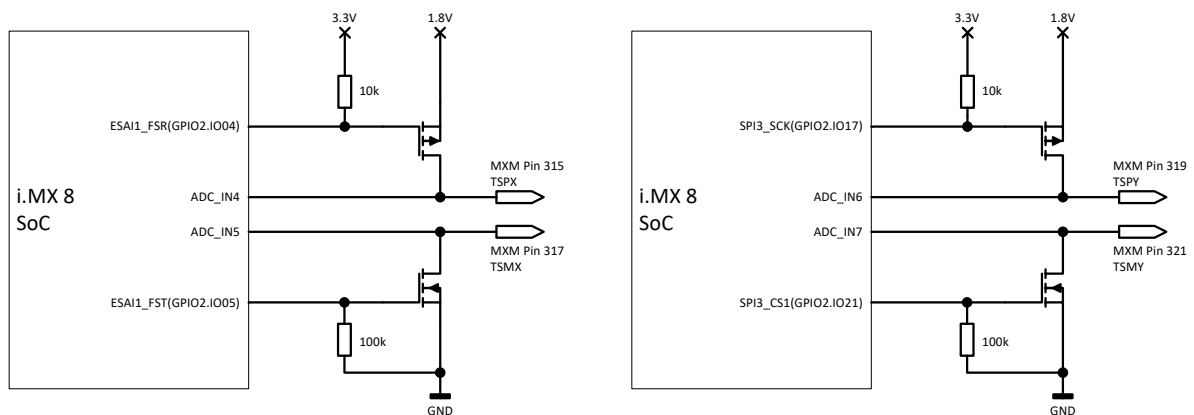 3.3V
1.8V
10k
ESAI1_FSR(GPIO2.IO04)
MXM Pin 315
TSPX
i.MX 8
SoC
ADC_IN4
ADC_IN5
MXM Pin 317
TSMX
ESAI1_FST(GPIO2.IO05)
100k
GND
3.3V
1.8V
10k
SPI3_SCK(GPIO2.IO17)
MXM Pin 319
TSPY
i.MX 8
SoC
ADC_IN6
ADC_IN7
MXM Pin 321
TSMY
SPI3_CS1(GPIO2.IO21)
100k
GND